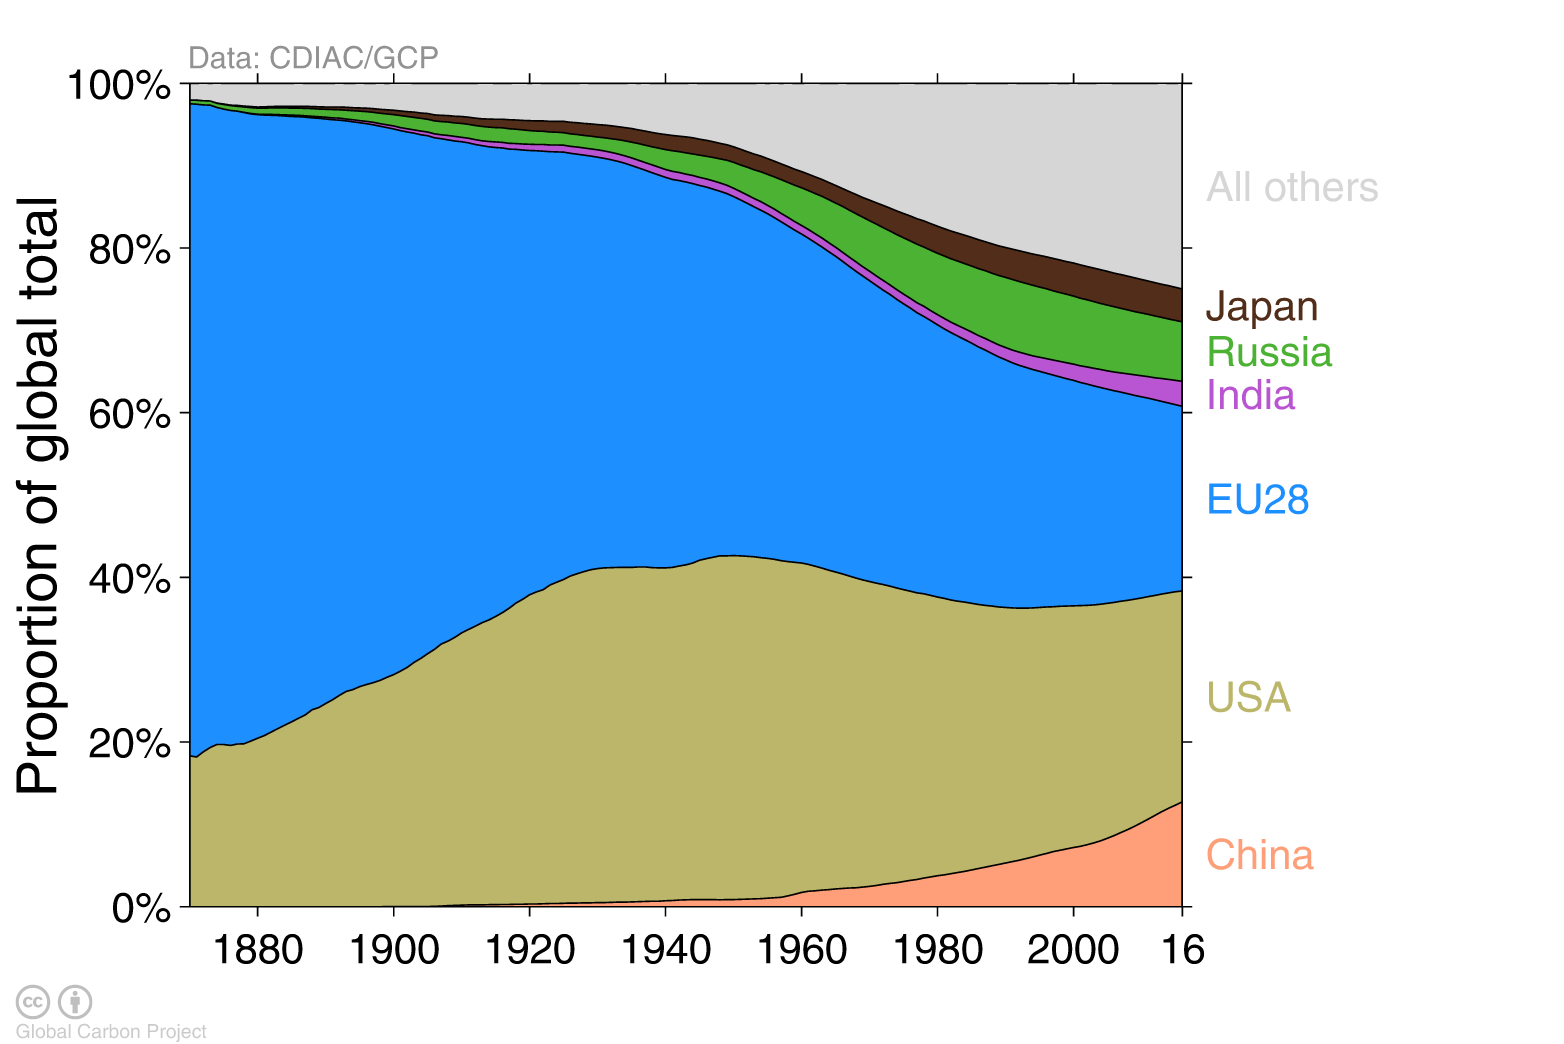 Data: CDIAC/GCP
Proportion of global total
100%
80%
60%
40%
20%
0%
All others
Japan
Russia
India
EU28
USA
China
1880 1900 1920 1940 1960 1980 2000 16
cc
Global Carbon Project